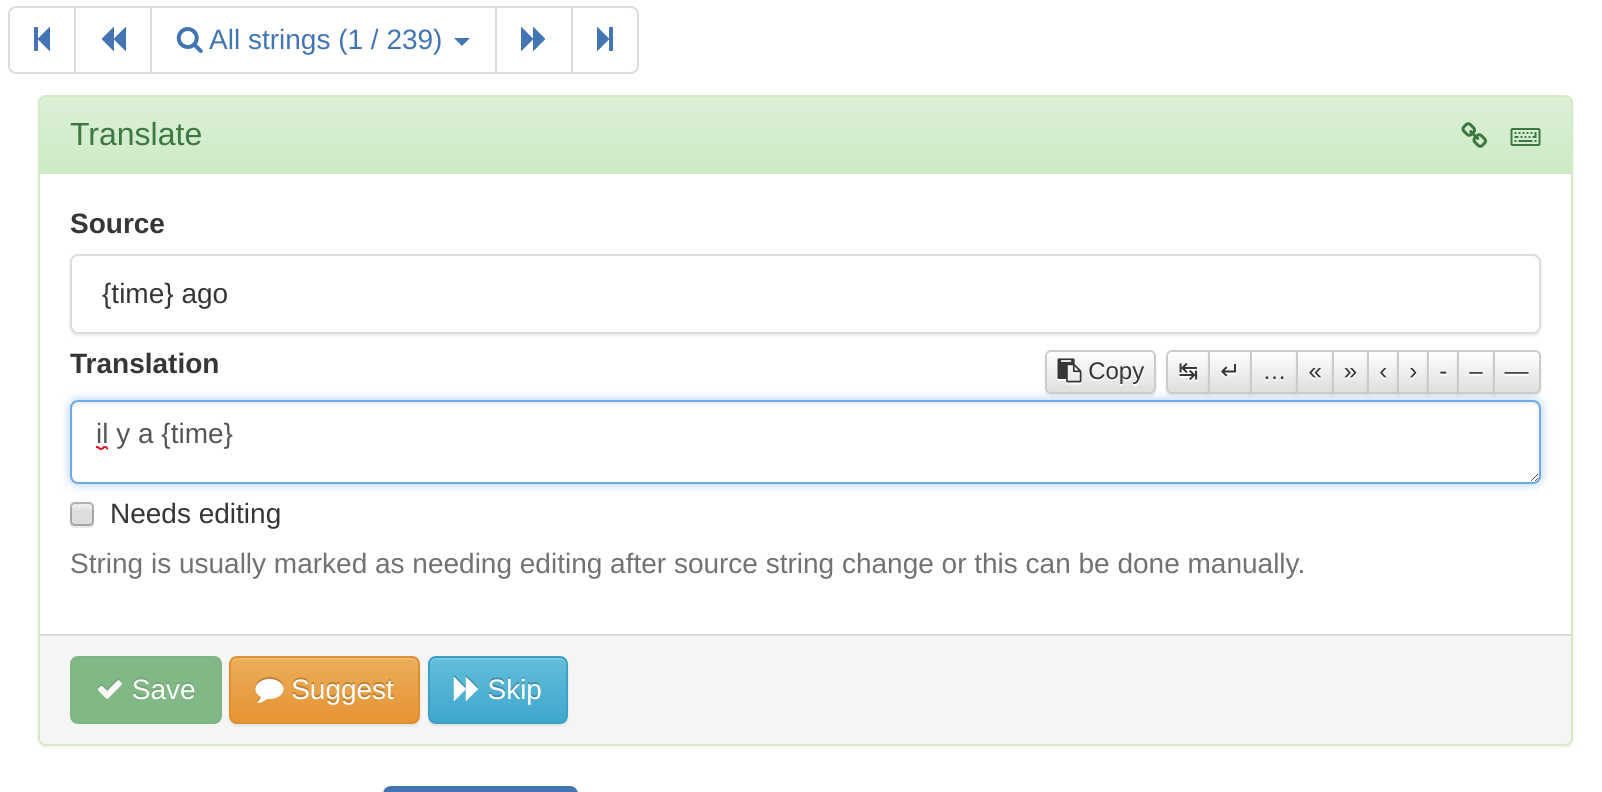 All strings (1 / 239)
Translate
Source
{time} ago
Translation
Copy ↹ ↵ … « » ‹ › - – —
il y a {time}
Needs editing
String is usually marked as needing editing after source string change or this can be done manually.
Save Suggest Skip